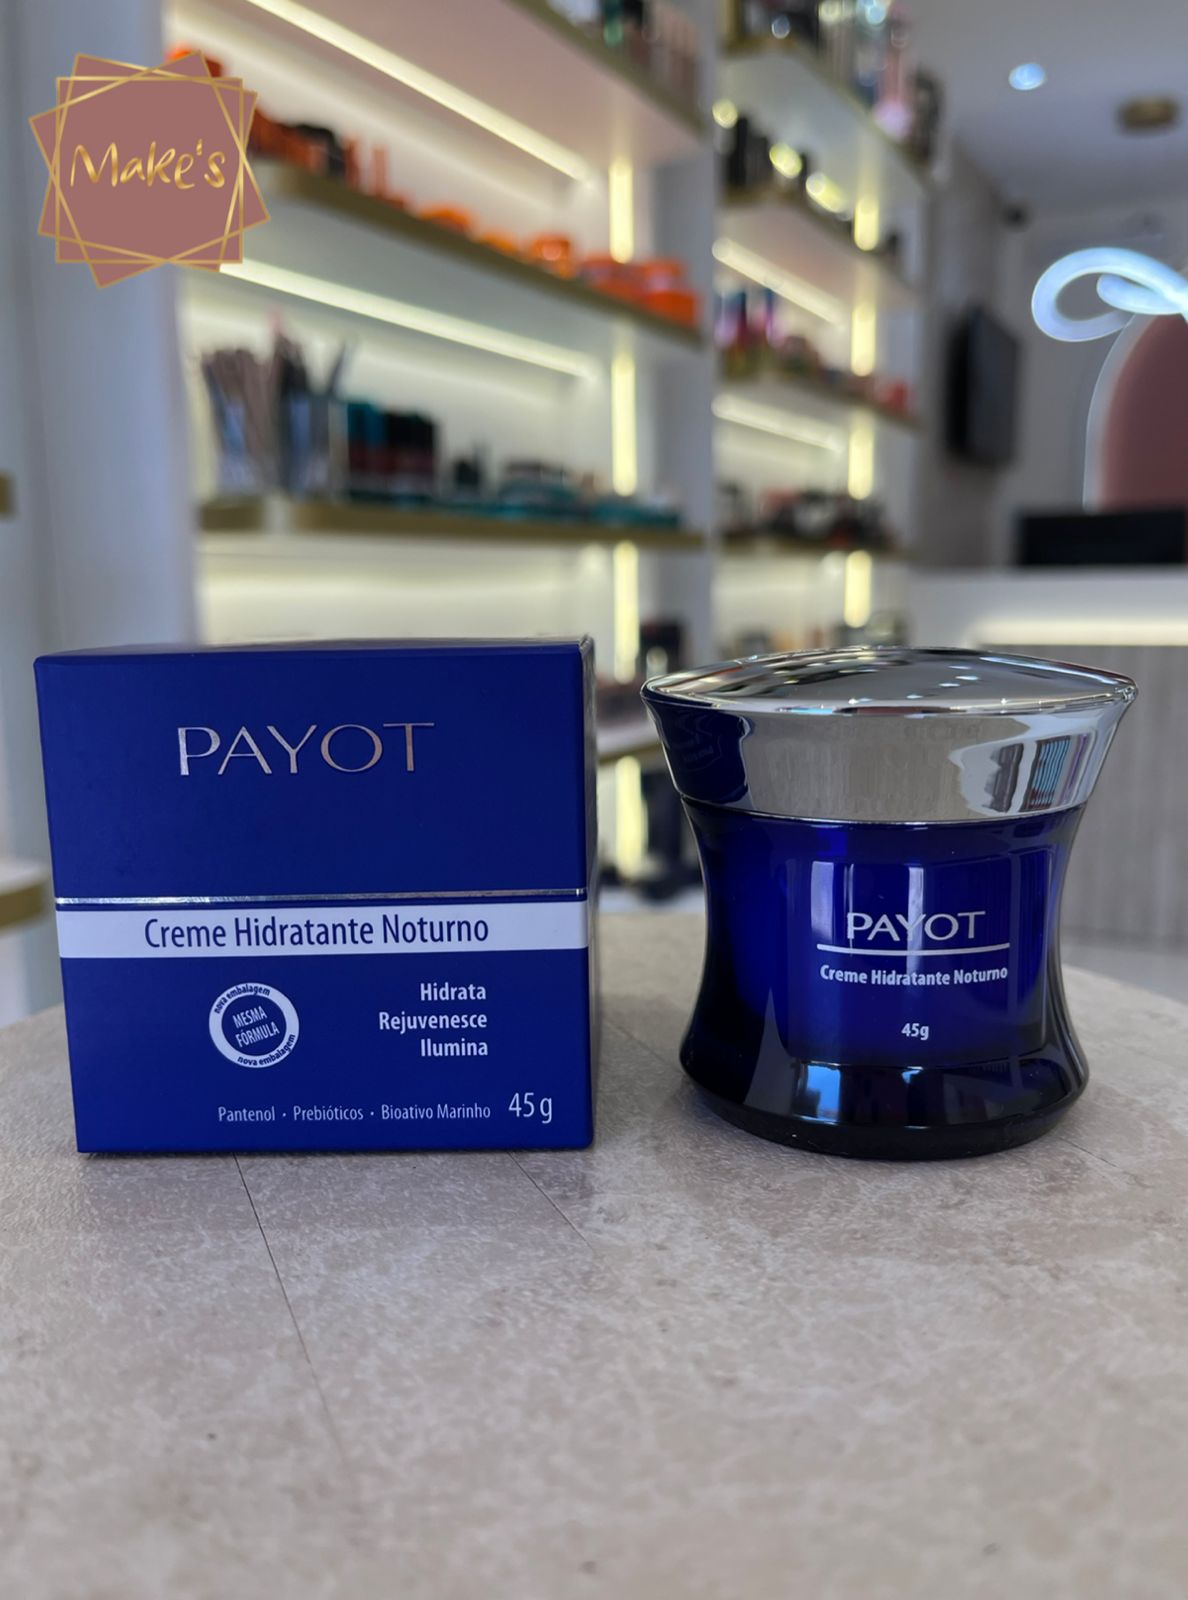 Make's
PAYOT
Creme Hidratante Noturno
nova embalagem
MESMA
FÓRMULA
nova embalagem
Hidrata
Rejuvenesce
Ilumina
Pantenol • Prebióticos • Bioativo Marinho 45 g
PAYOT
Creme Hidratante Noturno
45g